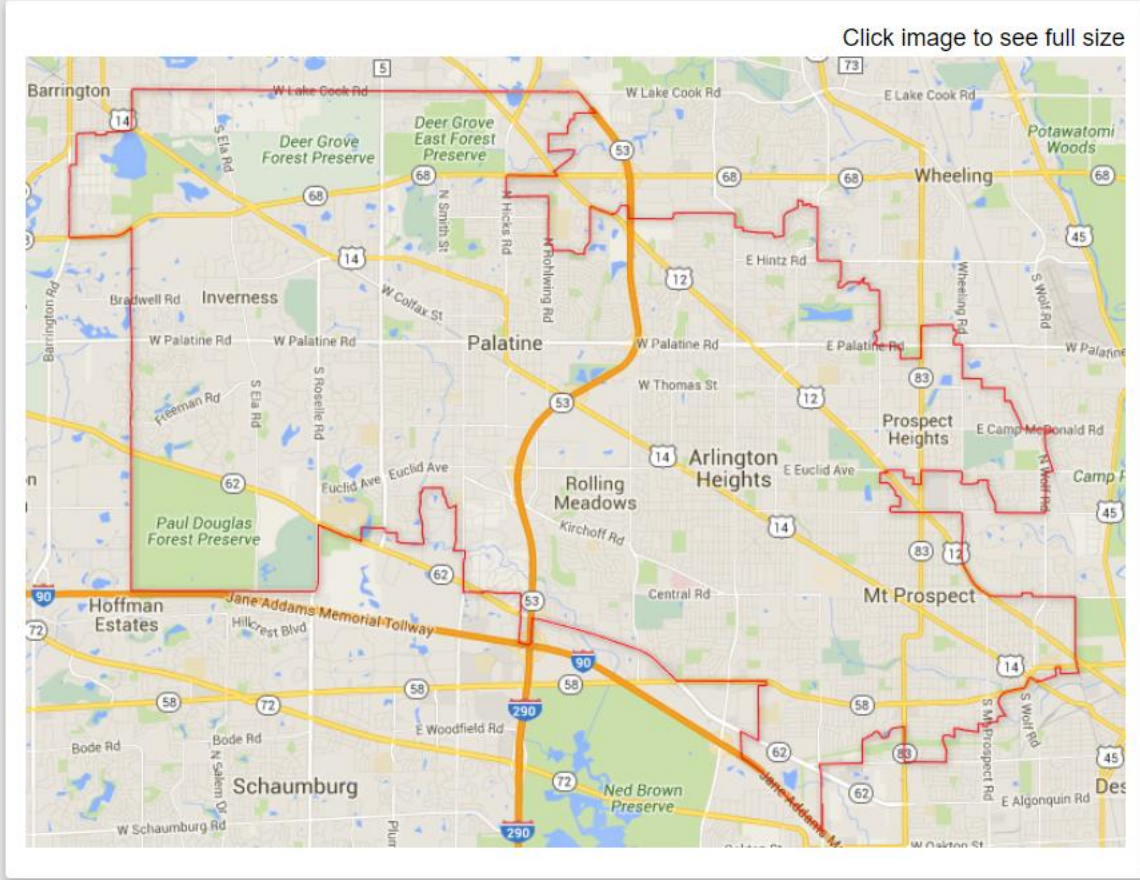 Click image to see full size
5
73
Barrington
W Lake Cook Rd
W Lake Cook Rd
E Lake Cook Rd
14
S Ela Rd
Deer Grove
Forest Preserve
Deer Grove
East Forest
Preserve
53
Potawatomi
Woods
68
68
68
68
Wheeling
68
N Smith St
N Hicks Rd
N Rohlwing Rd
45
14
12
E Hintz Rd
Barrington Rd
Bradwell Rd
Inverness
W Colfax St
Wheeling Rd
S Wolf Rd
W Palatine Rd
W Palatine Rd
Palatine
W Palatine Rd
E Palatine Rd
W Palatine
S Ela Rd
S Roselle Rd
Freeman Rd
W Thomas St
83
12
53
Prospect
Heights
E Camp McDonald Rd
14
Arlington
Heights
E Euclid Ave
N Wolf Rd
Euclid Ave
Euclid Ave
62
Rolling
Meadows
Camp
45
Paul Douglas
Forest Preserve
Kirchoff Rd
14
83
12
62
90
Hoffman
Estates
Jane Addams Memorial Tollway
53
Central Rd
Mt Prospect
72
Hillcrest Blvd
90
14
58
72
58
58
58
290
S Mt Prospect Rd
S Wolf Rd
E Woodfield Rd
Bode Rd
Bode Rd
62
83
45
N Salem Dr
Schaumburg
72
Ned Brown
Preserve
Jane Addams
62
E Algonquin Rd
Des
W Schaumburg Rd
Plum
290
W Oakton St